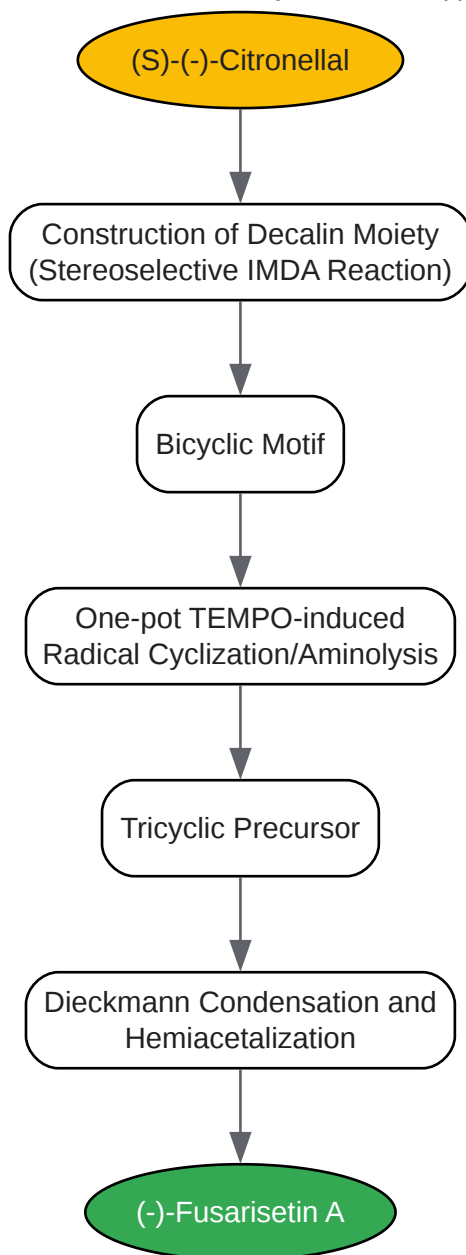 (S)-(-)-Citronellal
Construction of Decalin Moiety
(Stereoselective IMDA Reaction)
Bicyclic Motif
One-pot TEMPO-induced
Radical Cyclization/Aminolysis
Tricyclic Precursor
Dieckmann Condensation and
Hemiacetalization
(-)-Fusarisetin A